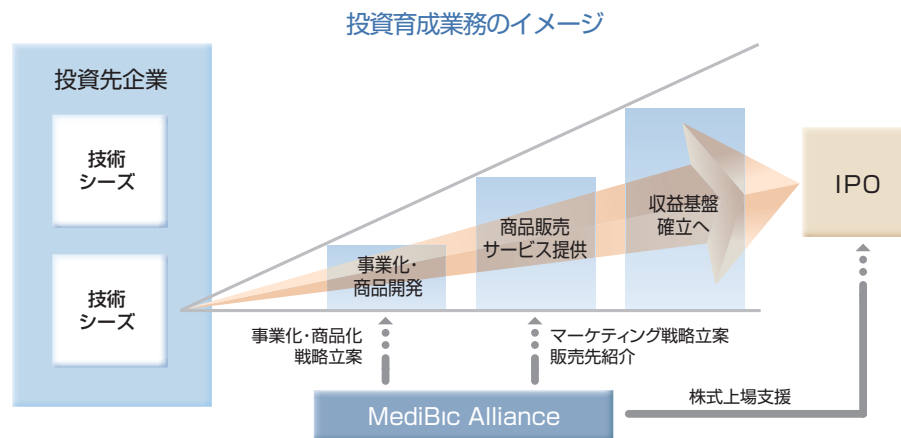 投資育成業務のイメージ
投資先企業
技術
シーズ
技術
シーズ
事業化・
商品開発
商品販売
サービス提供
収益基盤
確立へ
IPO
事業化・商品化
戦略立案
マーケティング戦略立案
販売先紹介
株式上場支援
MediBic Alliance